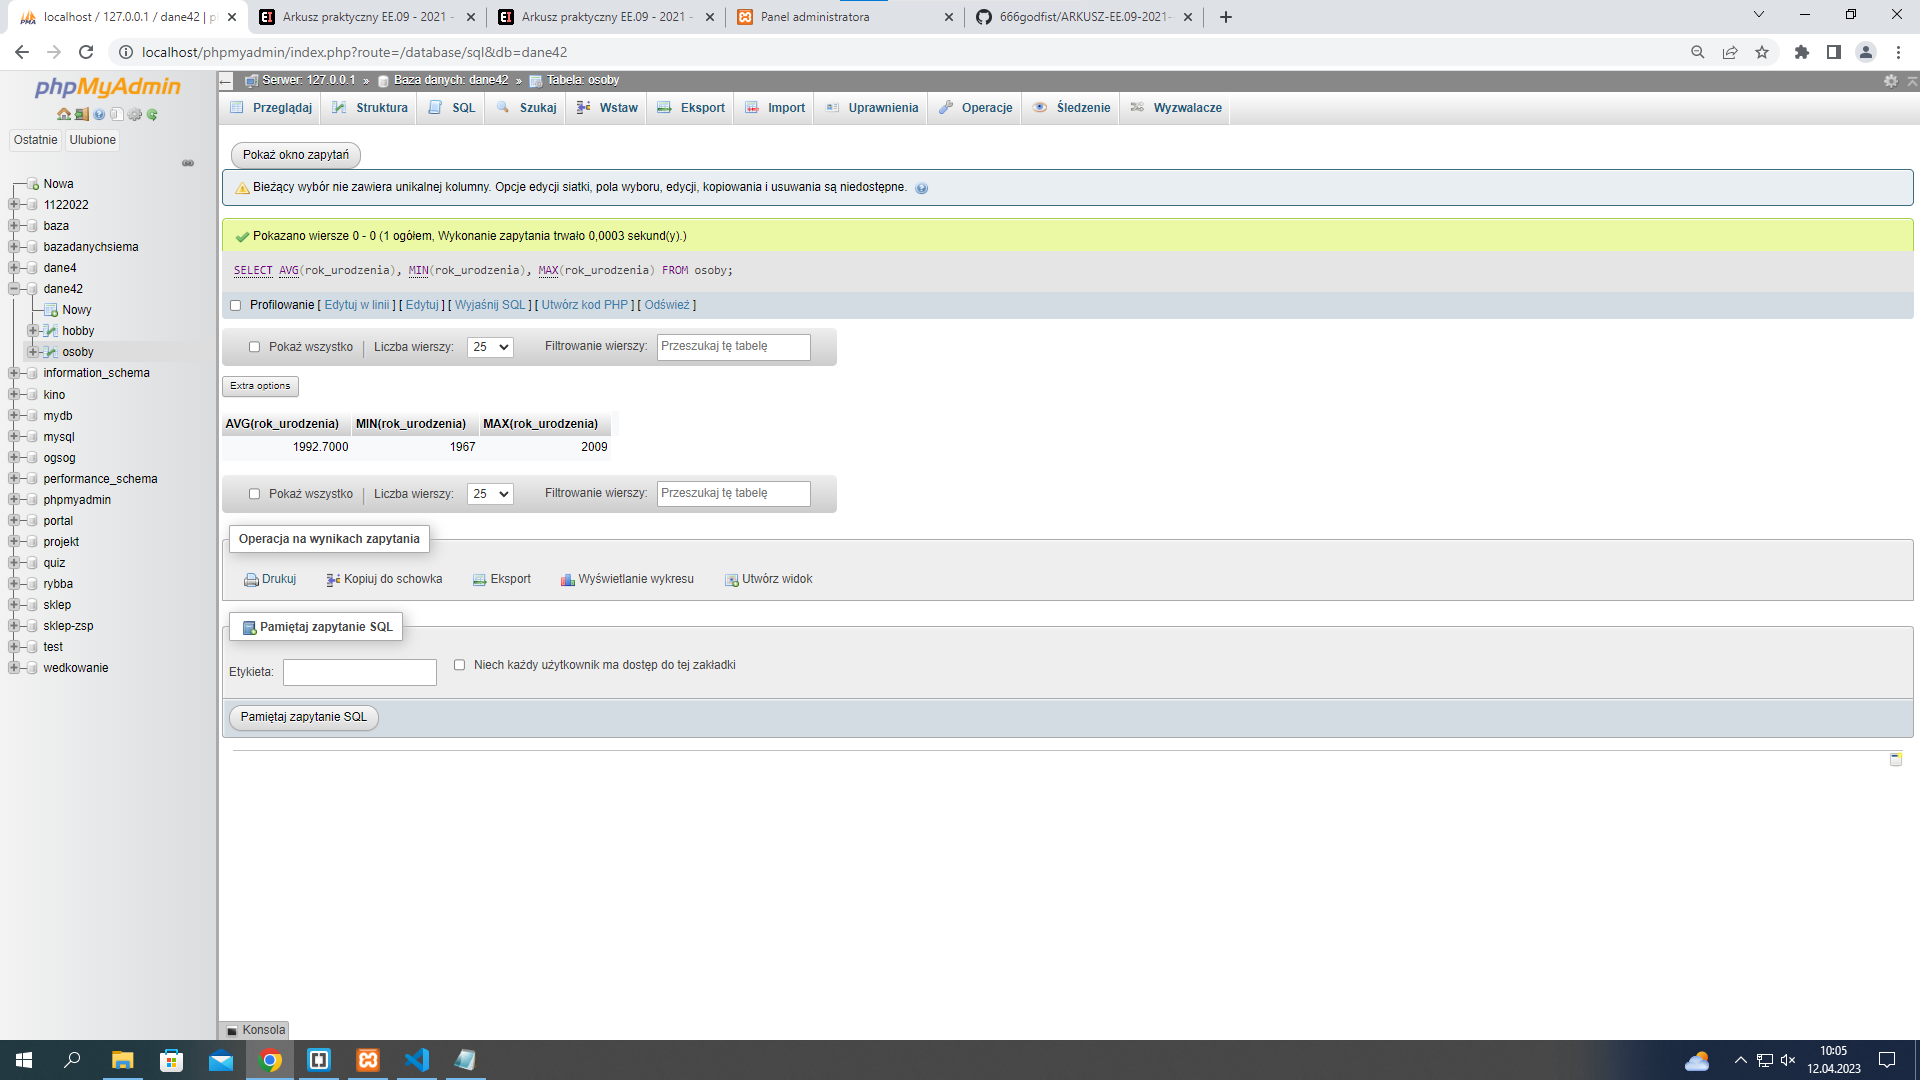 localhost / 127.0.0.1 / dane42 | p
Arkusz praktyczny EE.09 - 2021 -
Arkusz praktyczny EE.09 - 2021 -
Panel administratora
666godfist/ARKUSZ-EE.09-2021-
localhost/phpmyadmin/index.php?route=/database/sql&db=dane42
phpMyAdmin
Ostatnie Ulubione
Nowa
1122022
baza
bazadanychsiema
dane4
dane42
Nowy
hobby
osoby
information_schema
kino
mydb
mysql
ogsog
performance_schema
phpmyadmin
portal
projekt
quiz
rybba
sklep
sklep-zsp
test
wedkowanie
Serwer: 127.0.0.1 » Baza danych: dane42 » Tabela: osoby
Przeglądaj Struktura SQL Szukaj Wstaw Eksport Import Uprawnienia Operacje Śledzenie Wyzwalacze
Pokaż okno zapytań
Bieżący wybór nie zawiera unikalnej kolumny. Opcje edycji siatki, pola wyboru, edycji, kopiowania i usuwania są niedostępne.
Pokazano wiersze 0 - 0 (1 ogółem, Wykonanie zapytania trwało 0,0003 sekund(y).)
SELECT AVG(rok_urodzenia), MIN(rok_urodzenia), MAX(rok_urodzenia) FROM osoby;
Profilowanie [ Edytuj w linii ] [ Edytuj ] [ Wyjaśnij SQL ] [ Utwórz kod PHP ] [ Odśwież ]
Pokaż wszystko | Liczba wierszy: 25 Filtrowanie wierszy: Przeszukaj tę tabelę
Extra options
AVG(rok_urodzenia) MIN(rok_urodzenia) MAX(rok_urodzenia)
1992.7000 1967 2009
Pokaż wszystko | Liczba wierszy: 25 Filtrowanie wierszy: Przeszukaj tę tabelę
Operacja na wynikach zapytania
Drukuj Kopiuj do schowka Eksport Wyświetlanie wykresu Utwórz widok
Pamiętaj zapytanie SQL
Etykieta: Niech każdy użytkownik ma dostęp do tej zakładki
Pamiętaj zapytanie SQL
Konsola
10:05
12.04.2023